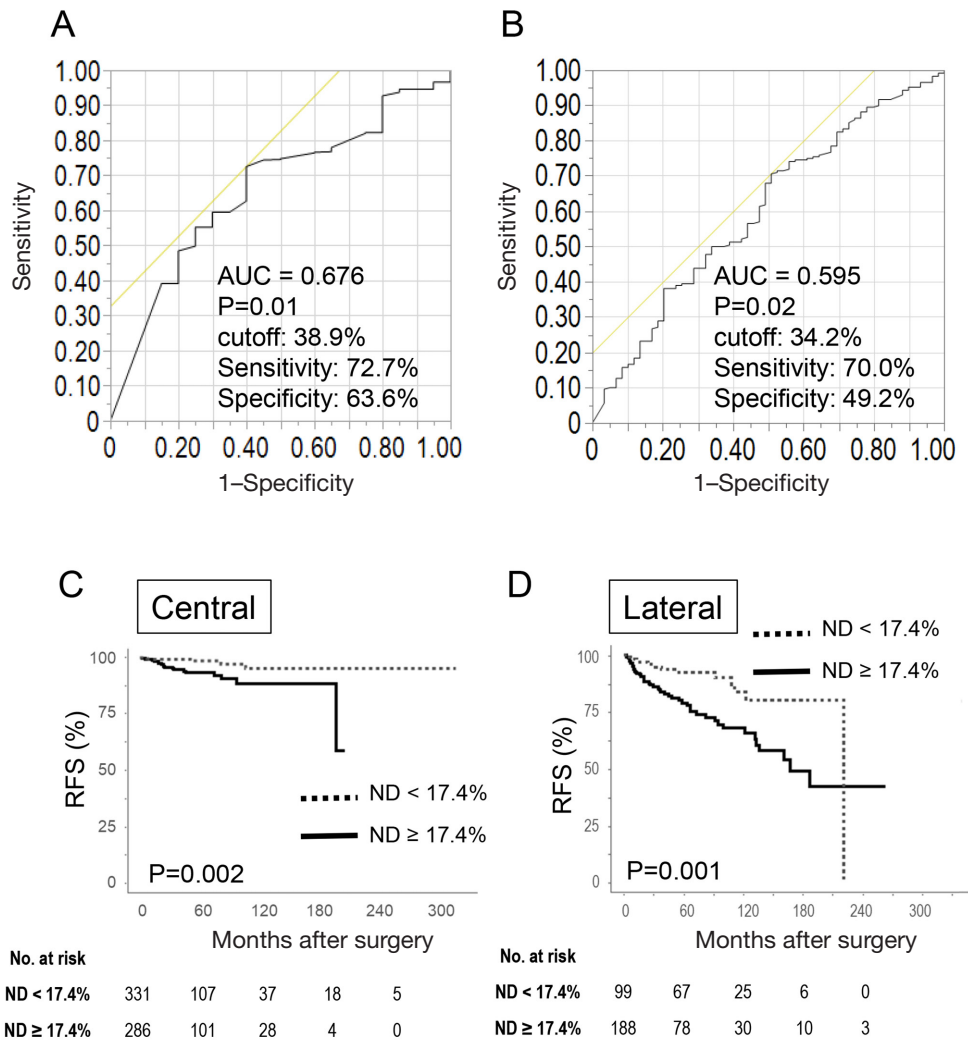 A
1.00
0.90
0.80
0.70
0.60
0.50
0.40
0.30
0.20
0.10
0
Sensitivity
AUC = 0.676
P=0.01
cutoff: 38.9%
Sensitivity: 72.7%
Specificity: 63.6%
0 0.20 0.40 0.60 0.80 1.00
1–Specificity
B
1.00
0.90
0.80
0.70
0.60
0.50
0.40
0.30
0.20
0.10
0
Sensitivity
AUC = 0.595
P=0.02
cutoff: 34.2%
Sensitivity: 70.0%
Specificity: 49.2%
0 0.20 0.40 0.60 0.80 1.00
1–Specificity
C
Central
100
75
50
25
0
RFS (%)
ND < 17.4%
ND ≥ 17.4%
P=0.002
0 60 120 180 240 300
Months after surgery
No. at risk
ND < 17.4% 331 107 37 18 5
ND ≥ 17.4% 286 101 28 4 0
D
Lateral
ND < 17.4%
ND ≥ 17.4%
100
75
50
25
0
RFS (%)
P=0.001
0 60 120 180 240 300
Months after surgery
No. at risk
ND < 17.4% 99 67 25 6 0
ND ≥ 17.4% 188 78 30 10 3